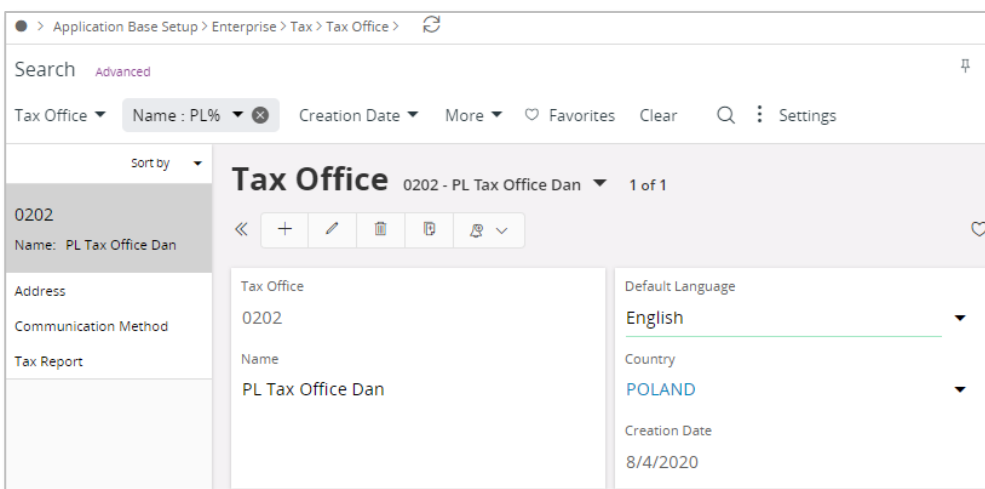 > Application Base Setup > Enterprise > Tax > Tax Office >
Search Advanced
Tax Office Name : PL% Creation Date More Favorites Clear Settings
Sort by
0202
Name: PL Tax Office Dan
Address
Communication Method
Tax Report
Tax Office 0202 - PL Tax Office Dan 1 of 1
Tax Office
0202
Name
PL Tax Office Dan
Default Language
English
Country
POLAND
Creation Date
8/4/2020